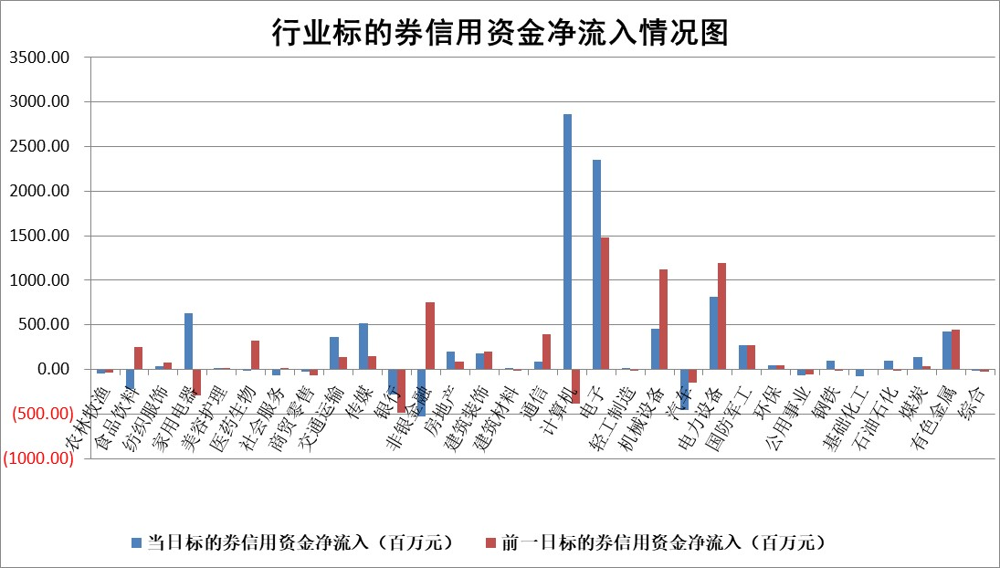 行业标的券信用资金净流入情况图
3500.00
3000.00
2500.00
2000.00
1500.00
1000.00
500.00
0.00
(500.00)
(1000.00)
农林牧渔
食品饮料
纺织服饰
家用电器
美容护理
医药生物
社会服务
商贸零售
交通运输
传媒
银行
非银金融
房地产
建筑装饰
建筑材料
通信
计算机
电子
轻工制造
机械设备
汽车
电力设备
国防军工
环保
公用事业
钢铁
基础化工
石油石化
煤炭
有色金属
综合
当日标的券信用资金净流入（百万元）
前一日标的券信用资金净流入（百万元）